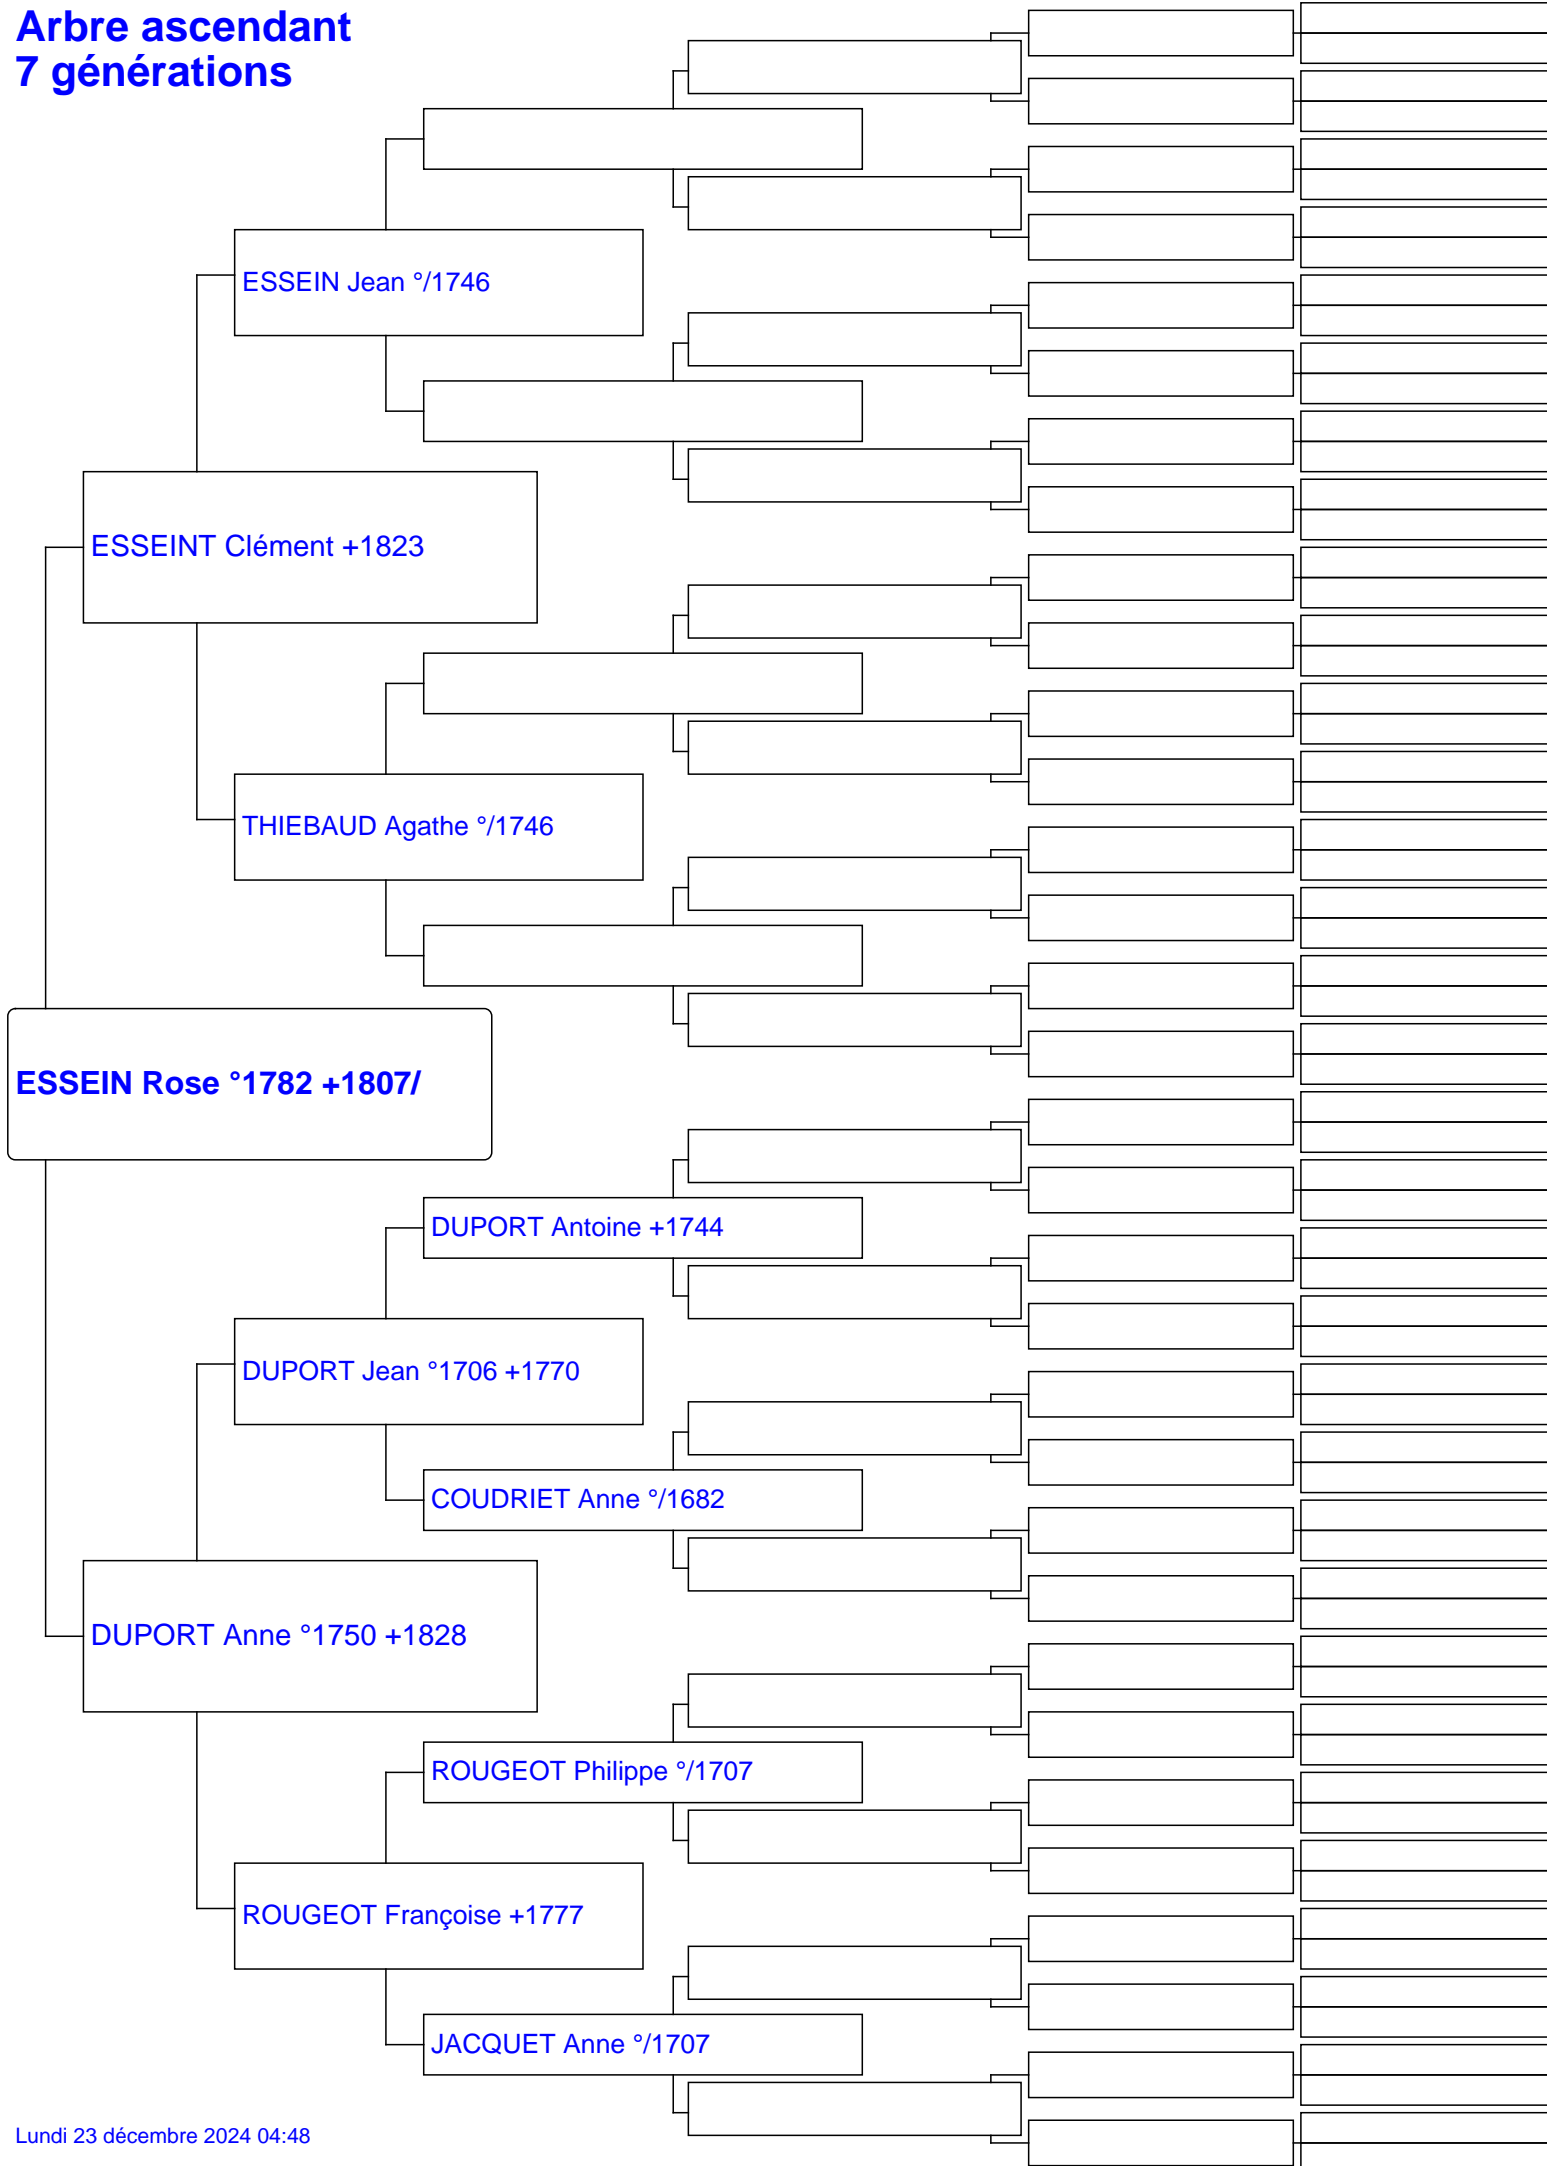 Arbre ascendant
7 générations
ESSEIN Jean °/1746
ESSEINT Clément +1823
THIEBAUD Agathe °/1746
ESSEIN Rose °1782 +1807/
DUPORT Antoine +1744
DUPORT Jean °1706 +1770
COUDRIET Anne °/1682
DUPORT Anne °1750 +1828
ROUGEOT Philippe °/1707
ROUGEOT Françoise +1777
JACQUET Anne °/1707
Lundi 23 décembre 2024 04:48